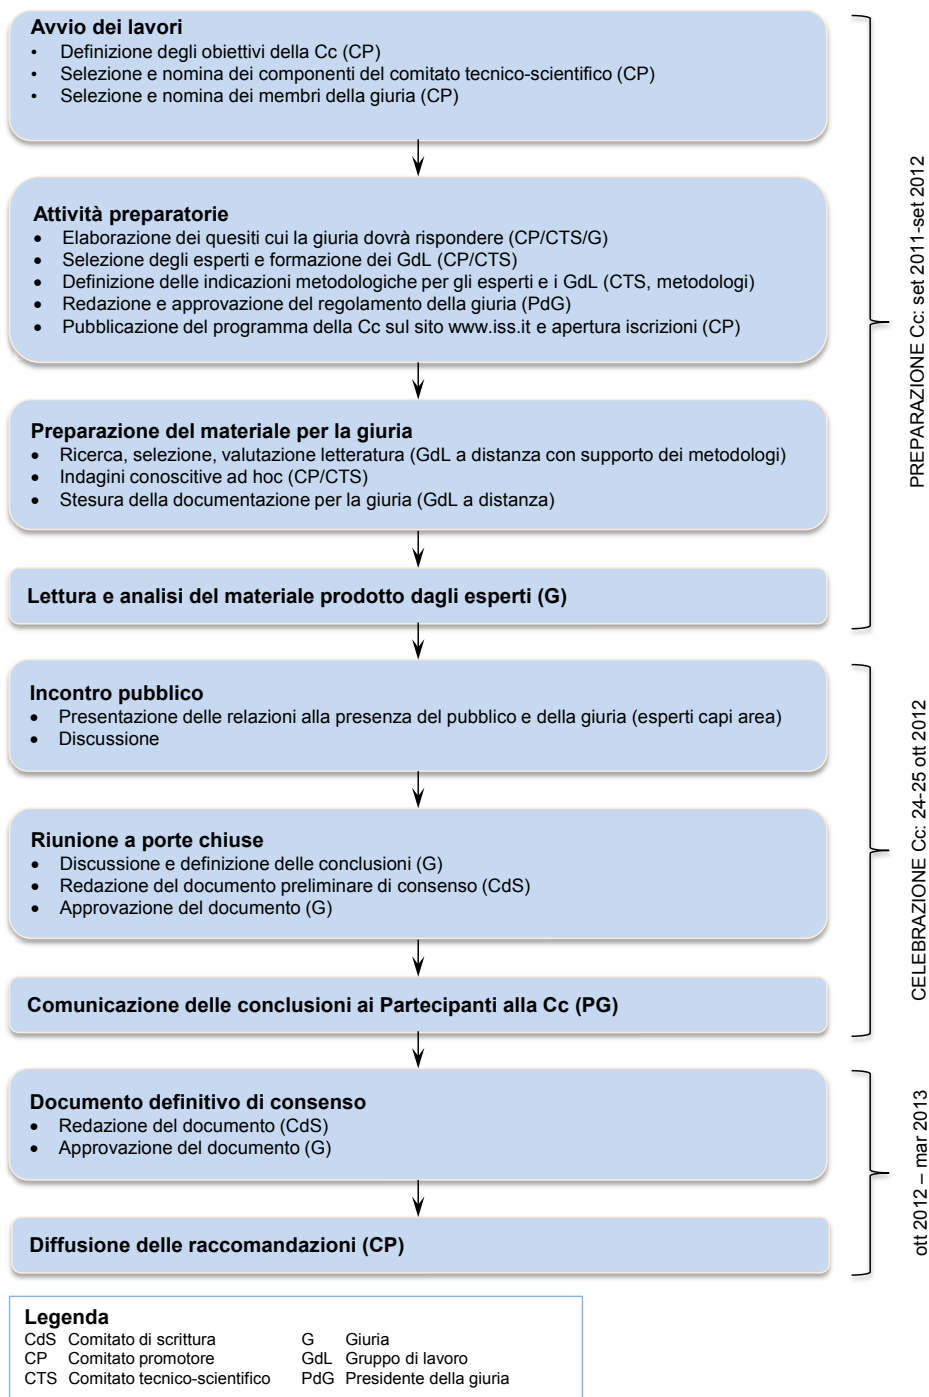 Avvio dei lavori
• Definizione degli obiettivi della Cc (CP)
• Selezione e nomina dei componenti del comitato tecnico-scientifico (CP)
• Selezione e nomina dei membri della giuria (CP)
Attività preparatorie
• Elaborazione dei quesiti cui la giuria dovrà rispondere (CP/CTS/G)
• Selezione degli esperti e formazione dei GdL (CP/CTS)
• Definizione delle indicazioni metodologiche per gli esperti e i GdL (CTS, metodologi)
• Redazione e approvazione del regolamento della giuria (PdG)
• Pubblicazione del programma della Cc sul sito www.iss.it e apertura iscrizioni (CP)
Preparazione del materiale per la giuria
• Ricerca, selezione, valutazione letteratura (GdL a distanza con supporto dei metodologi)
• Indagini conoscitive ad hoc (CP/CTS)
• Stesura della documentazione per la giuria (GdL a distanza)
Lettura e analisi del materiale prodotto dagli esperti (G)
PREPARAZIONE Cc: set 2011-set 2012
Incontro pubblico
• Presentazione delle relazioni alla presenza del pubblico e della giuria (esperti capi area)
• Discussione
Riunione a porte chiuse
• Discussione e definizione delle conclusioni (G)
• Redazione del documento preliminare di consenso (CdS)
• Approvazione del documento (G)
Comunicazione delle conclusioni ai Partecipanti alla Cc (PG)
CELEBRAZIONE Cc: 24-25 ott 2012
Documento definitivo di consenso
• Redazione del documento (CdS)
• Approvazione del documento (G)
Diffusione delle raccomandazioni (CP)
ott 2012 – mar 2013
Legenda
CdS Comitato di scrittura G Giuria
CP Comitato promotore GdL Gruppo di lavoro
CTS Comitato tecnico-scientifico PdG Presidente della giuria